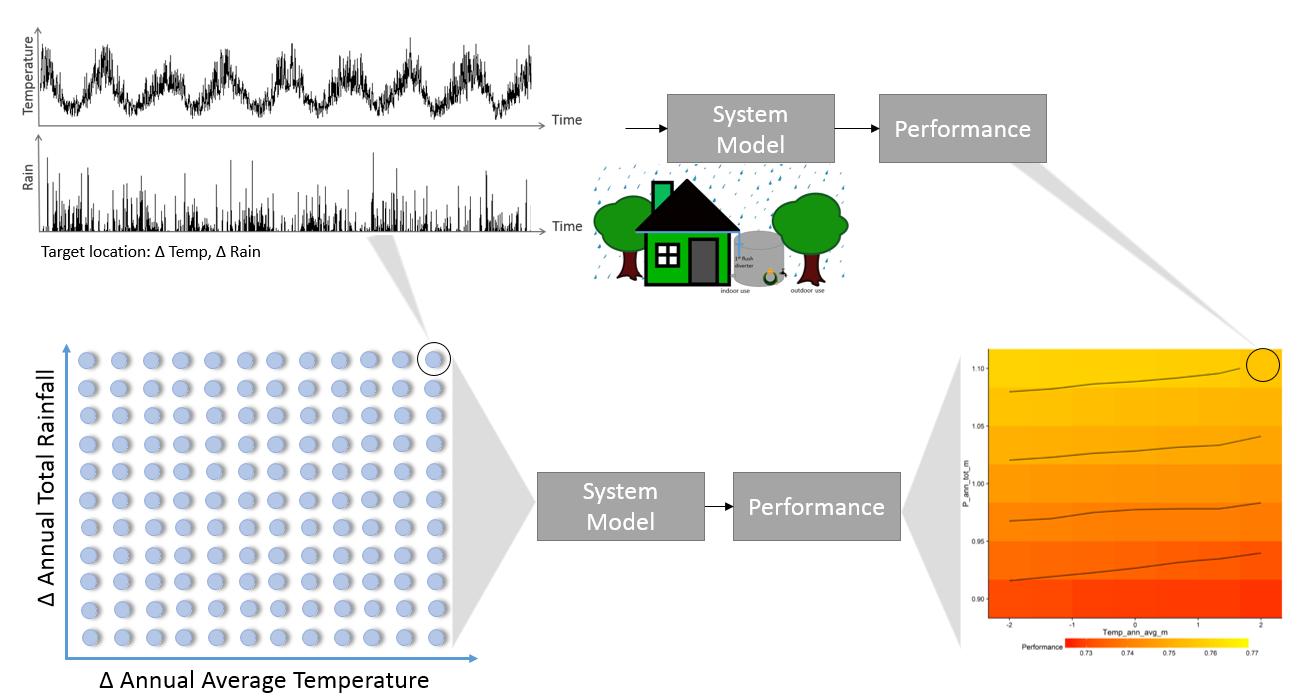 Temperature
Time
Rain
Time
Target location: Δ Temp, Δ Rain
System
Model
Performance
1st flush
diverter
indoor use
outdoor use
Δ Annual Total Rainfall
Δ Annual Average Temperature
System
Model
Performance
P_ann_tot_m
1.10
1.05
1.00
0.95
0.90
-2
-1
0
1
2
Temp_ann_avg_m
Performance
0.73
0.74
0.75
0.76
0.77